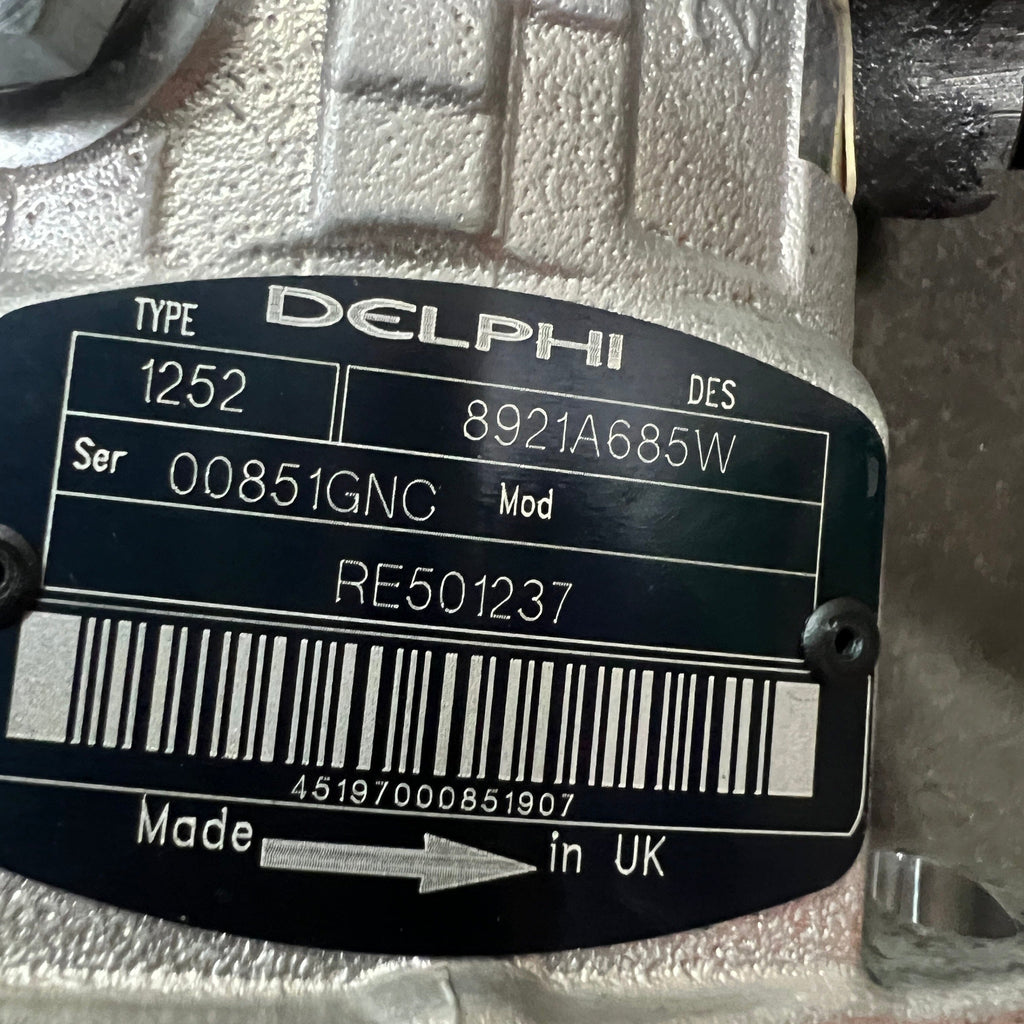 DELPHI
TYPE DES
1252 8921A685W
Ser 00851GNC Mod
RE501237
45197000851907
Made in UK